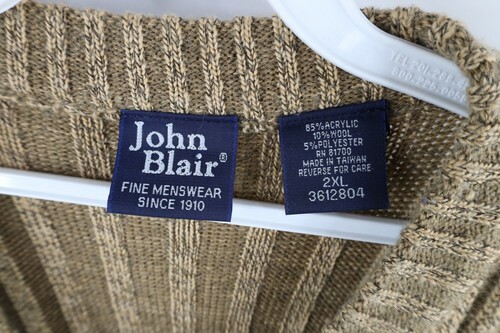 John
Blair®
FINE MENSWEAR
SINCE 1910
85% ACRYLIC
10% WOOL
5% POLYESTER
RN 81700
MADE IN TAIWAN
REVERSE FOR CARE
2XL
3612804